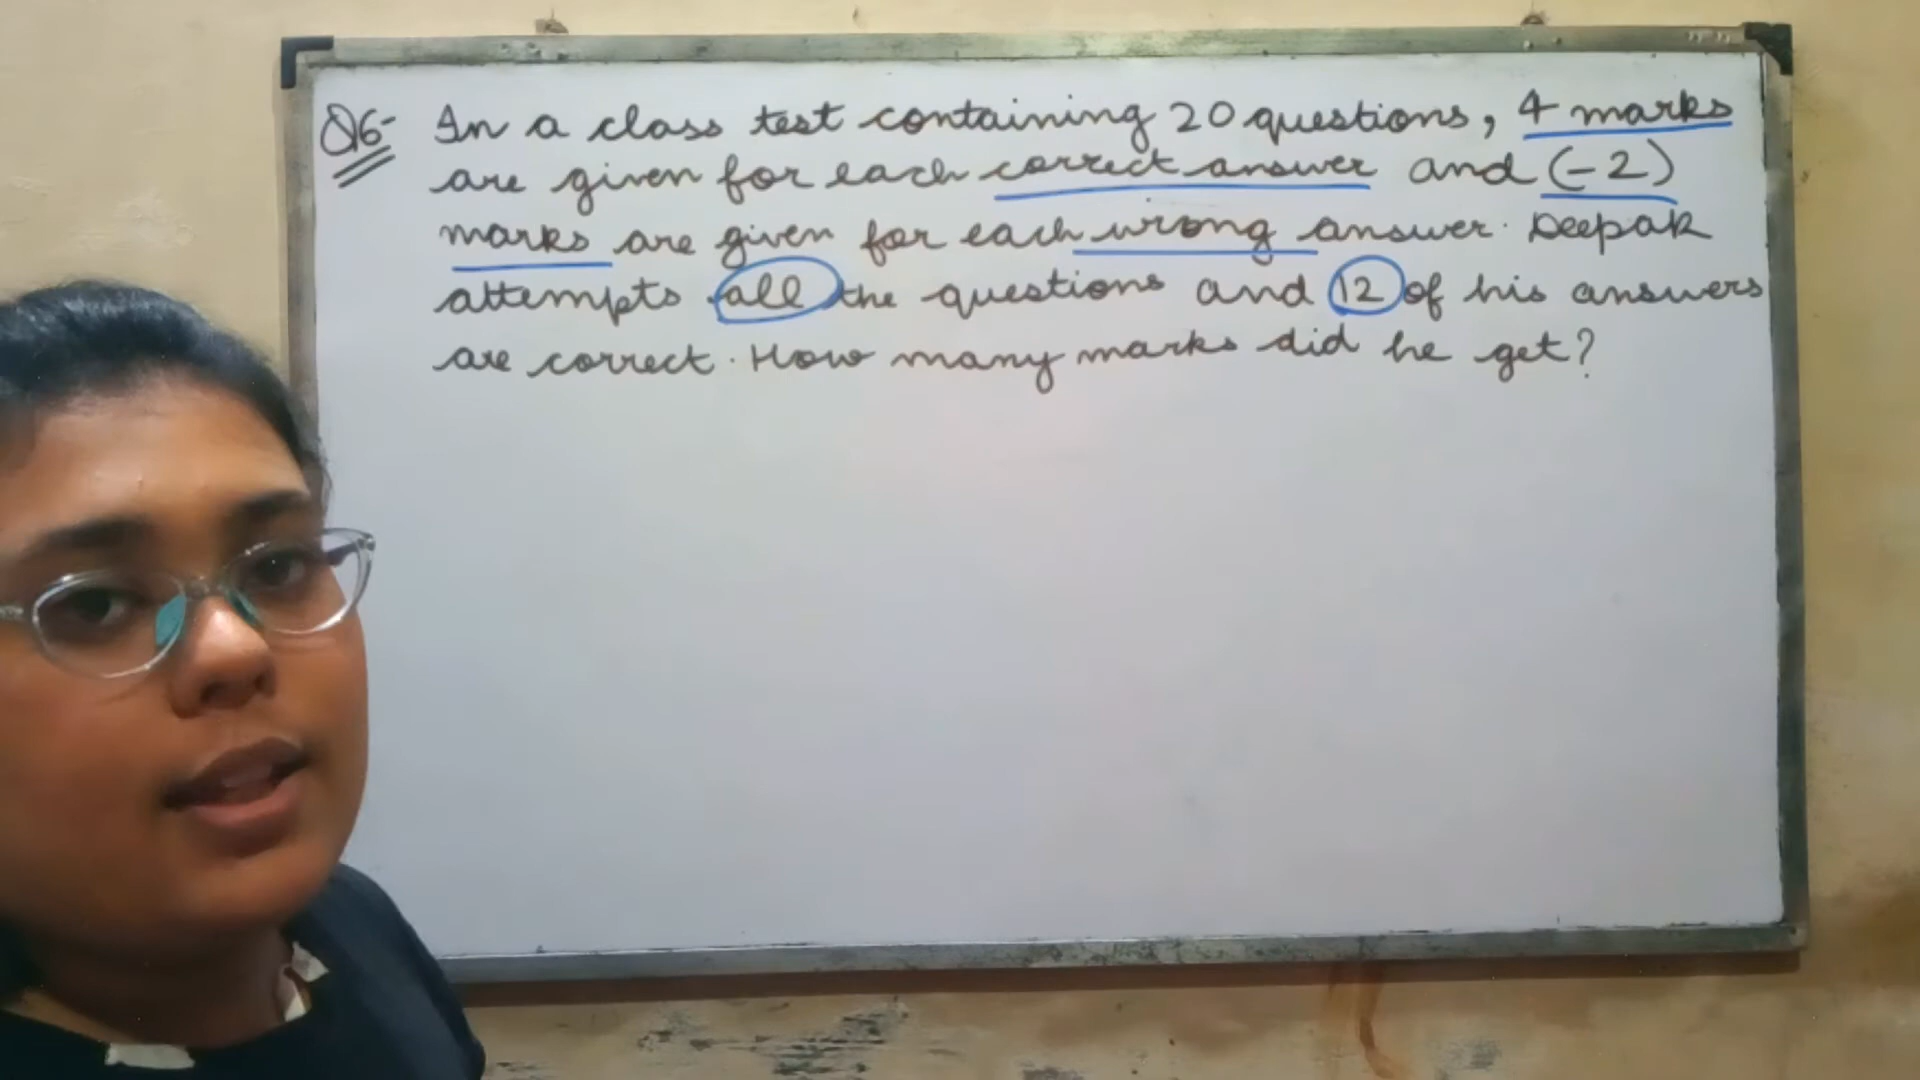 Q6- In a class test containing 20 questions, 4 marks
are given for each correct answer and (-2)
marks are given for each wrong answer. Deepak
attempts all the questions and 12 of his answers
are correct. How many marks did he get?